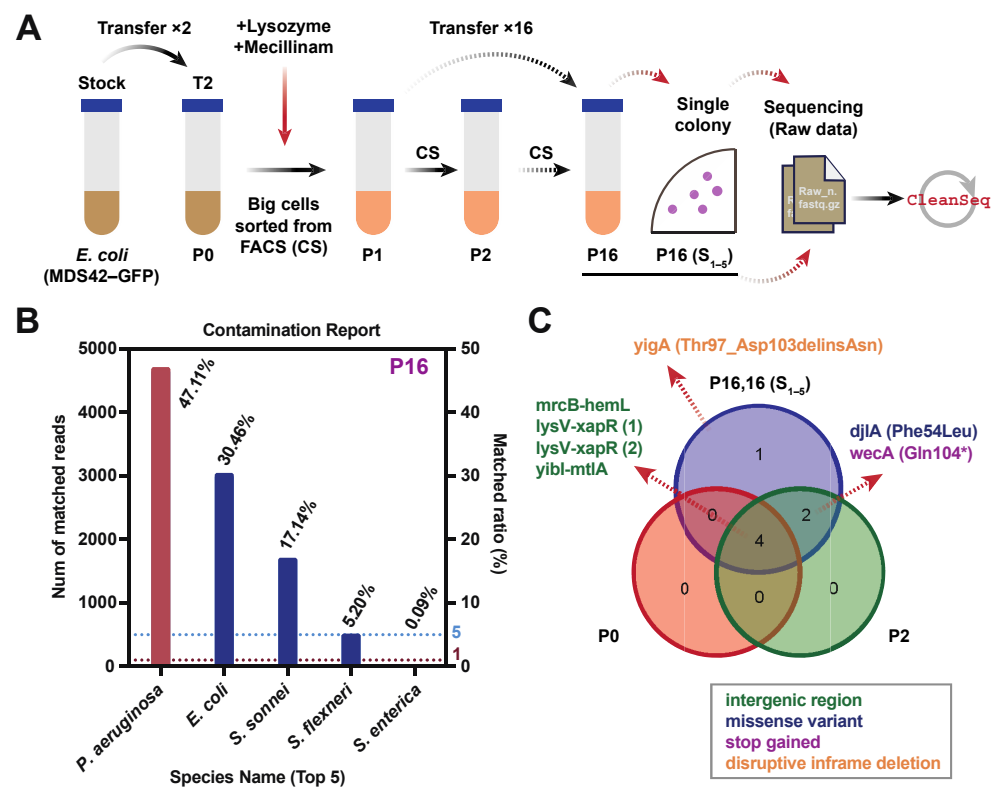 A
Transfer ×2
+Lysozyme
+Mecillinam
Transfer ×16
Stock
T2
CS
CS
Single
colony
Sequencing
(Raw data)
Raw_n.
fastq.gz
CleanSeq
E. coli
(MDS42–GFP)
P0
Big cells
sorted from
FACS (CS)
P1
P2
P16
P16 (S1–5)
B
Contamination Report
P16
Num of matched reads
5000
4000
3000
2000
1000
0
47.11%
30.46%
17.14%
5.20%
0.09%
50
40
30
20
10
0
5
1
Matched ratio (%)
P. aeruginosa
E. coli
S. sonnei
S. flexneri
S. enterica
Species Name (Top 5)
C
yigA (Thr97_Asp103delinsAsn)
P16,16 (S1–5)
mrcB-hemL
lysV-xapR (1)
lysV-xapR (2)
yibI-mtlA
djlA (Phe54Leu)
wecA (Gln104*)
1
0
2
4
0
0
0
P0
P2
intergenic region
missense variant
stop gained
disruptive inframe deletion